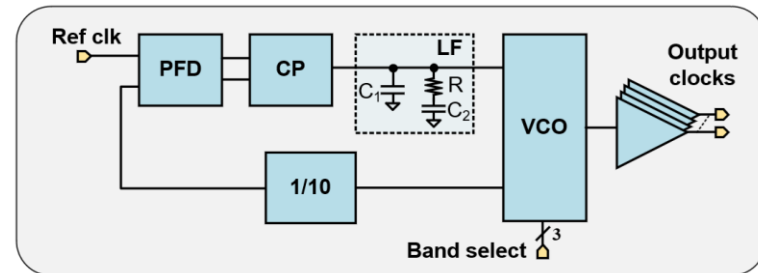 Ref clk
PFD
CP
LF
C1
R
C2
VCO
Output
clocks
1/10
3
Band select